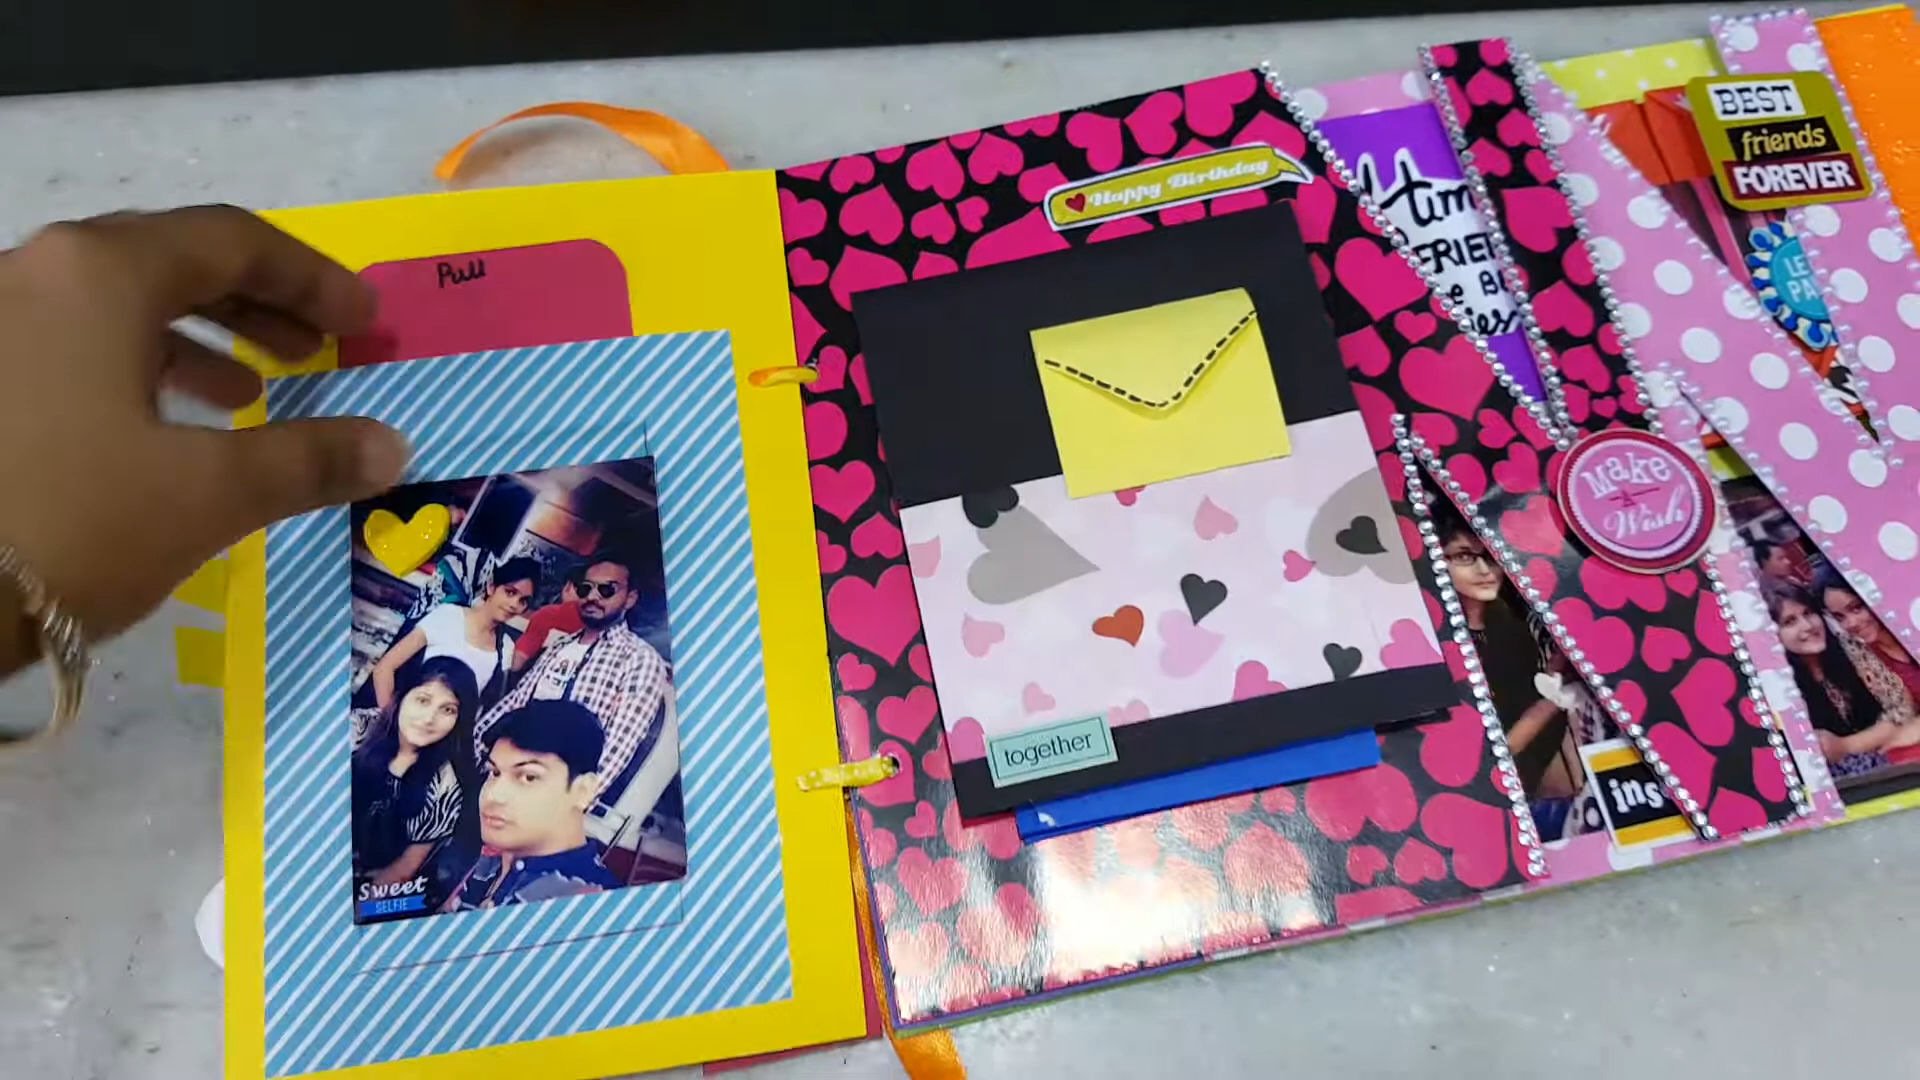 Pull
Sweet
SELFIE
Happy Birthday
together
BEST
friends
FOREVER
Make
A
Wish
ins